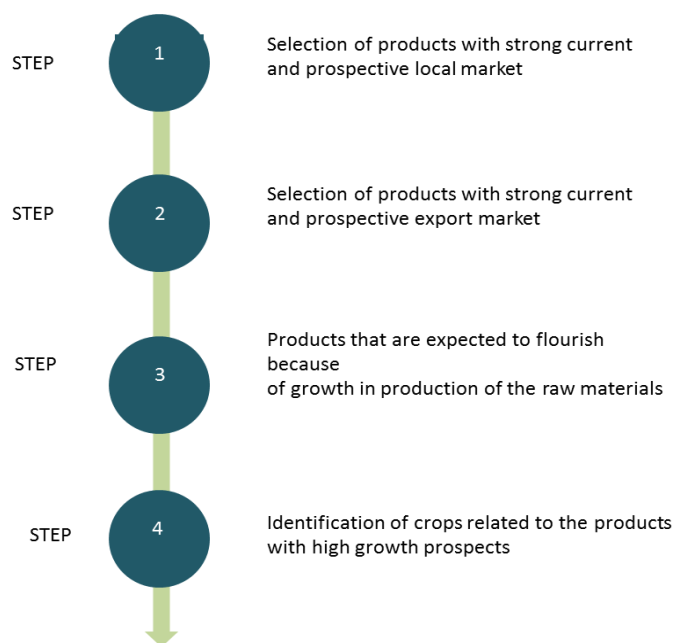 STEP
1
Selection of products with strong current
and prospective local market
STEP
2
Selection of products with strong current
and prospective export market
STEP
3
Products that are expected to flourish
because
of growth in production of the raw materials
STEP
4
Identification of crops related to the products
with high growth prospects